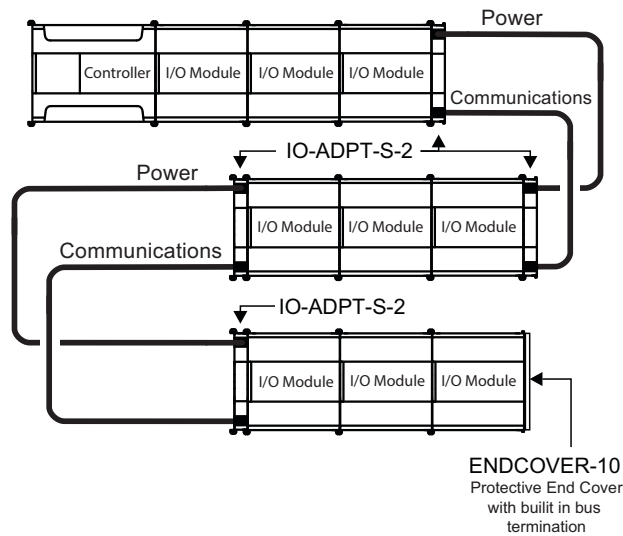 Power
Controller I/O Module I/O Module I/O Module
Communications
IO-ADPT-S-2
Power
I/O Module I/O Module I/O Module
Communications
IO-ADPT-S-2
I/O Module I/O Module I/O Module
ENDCOVER-10
Protective End Cover
with builit in bus
termination